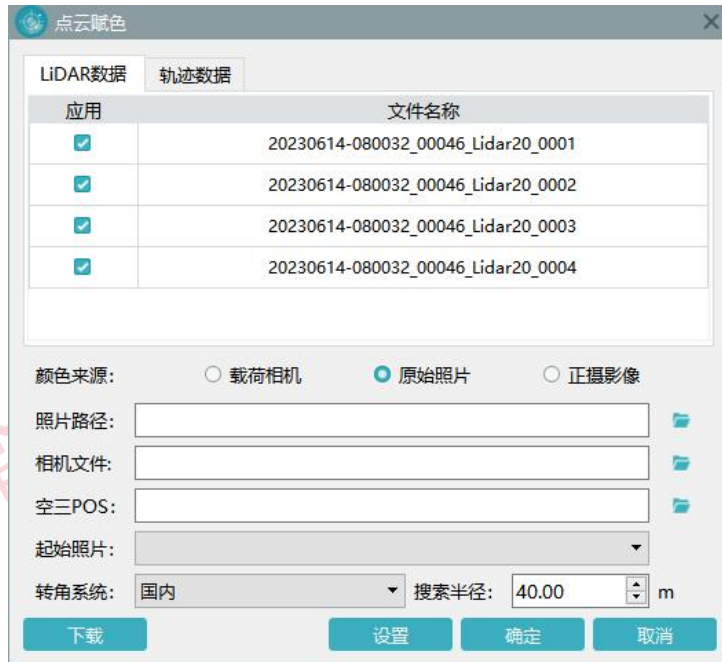 点云赋色
LiDAR数据 轨迹数据
应用 文件名称
20230614-080032_00046_Lidar20_0001
20230614-080032_00046_Lidar20_0002
20230614-080032_00046_Lidar20_0003
20230614-080032_00046_Lidar20_0004
颜色来源: 载荷相机 原始照片 正摄影像
照片路径:
相机文件:
空三POS:
起始照片:
转角系统: 国内 搜索半径: 40.00 m
下载 设置 确定 取消